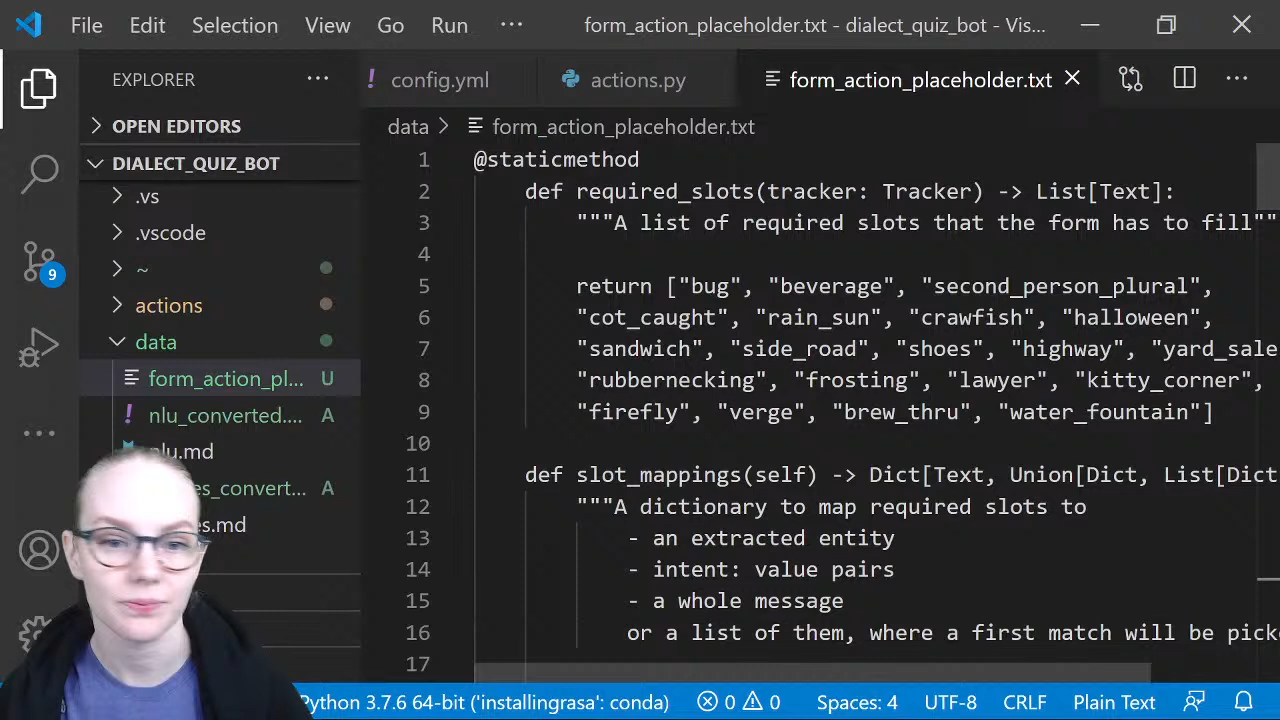 File Edit Selection View Go Run ··· form_action_placeholder.txt - dialect_quiz_bot - Vis...
EXPLORER ··· ! config.yml actions.py form_action_placeholder.txt ···
OPEN EDITORS
data > form_action_placeholder.txt
DIALECT_QUIZ_BOT
.vs
.vscode
~
actions
data
form_action_pl... U
! nlu_converted.... A
nlu.md
es_convert... A
es.md
9
1 @staticmethod
2 def required_slots(tracker: Tracker) -> List[Text]:
3 """A list of required slots that the form has to fill""
4
5 return ["bug", "beverage", "second_person_plural",
6 "cot_caught", "rain_sun", "crawfish", "halloween",
7 "sandwich", "side_road", "shoes", "highway", "yard_sale
8 "rubbernecking", "frosting", "lawyer", "kitty_corner",
9 "firefly", "verge", "brew_thru", "water_fountain"]
10
11 def slot_mappings(self) -> Dict[Text, Union[Dict, List[Dict
12 """A dictionary to map required slots to
13 - an extracted entity
14 - intent: value pairs
15 - a whole message
16 or a list of them, where a first match will be picke
17
Python 3.7.6 64-bit ('installingrasa': conda) 0 0 Spaces: 4 UTF-8 CRLF Plain Text